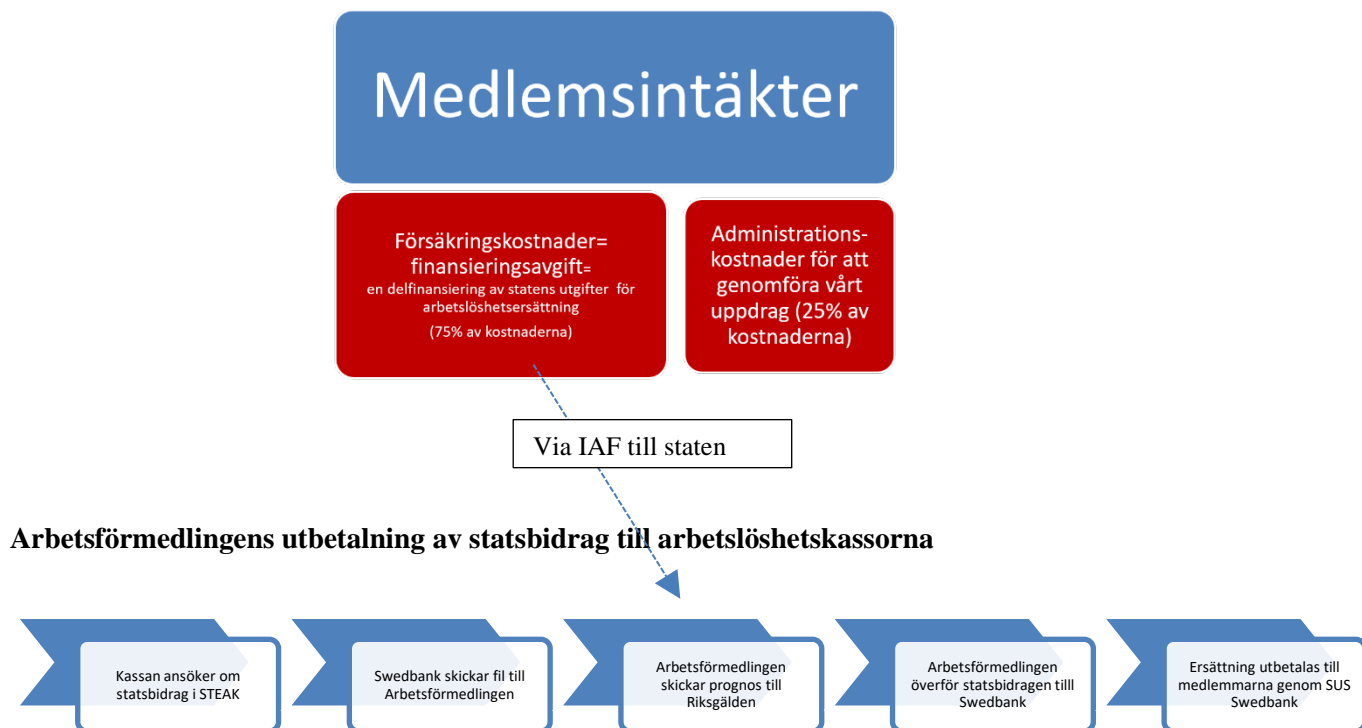 Medlemsintäkter
Försäkringskostnader=
finansieringsavgift=
en delfinansiering av statens utgifter för
arbetslöshetsersättning
(75% av kostnaderna)
Administrations-
kostnader för att
genomföra vårt
uppdrag (25% av
kostnaderna)
Via IAF till staten
Arbetsförmedlingens utbetalning av statsbidrag till arbetslöshetskassorna
Kassan ansöker om
statsbidrag i STEAK
Swedbank skickar fil till
Arbetsförmedlingen
Arbetsförmedlingen
skickar prognos till
Riksgälden
Arbetsförmedlingen
överför statsbidragen tilll
Swedbank
Ersättning utbetalas till
medlemmarna genom SUS
Swedbank